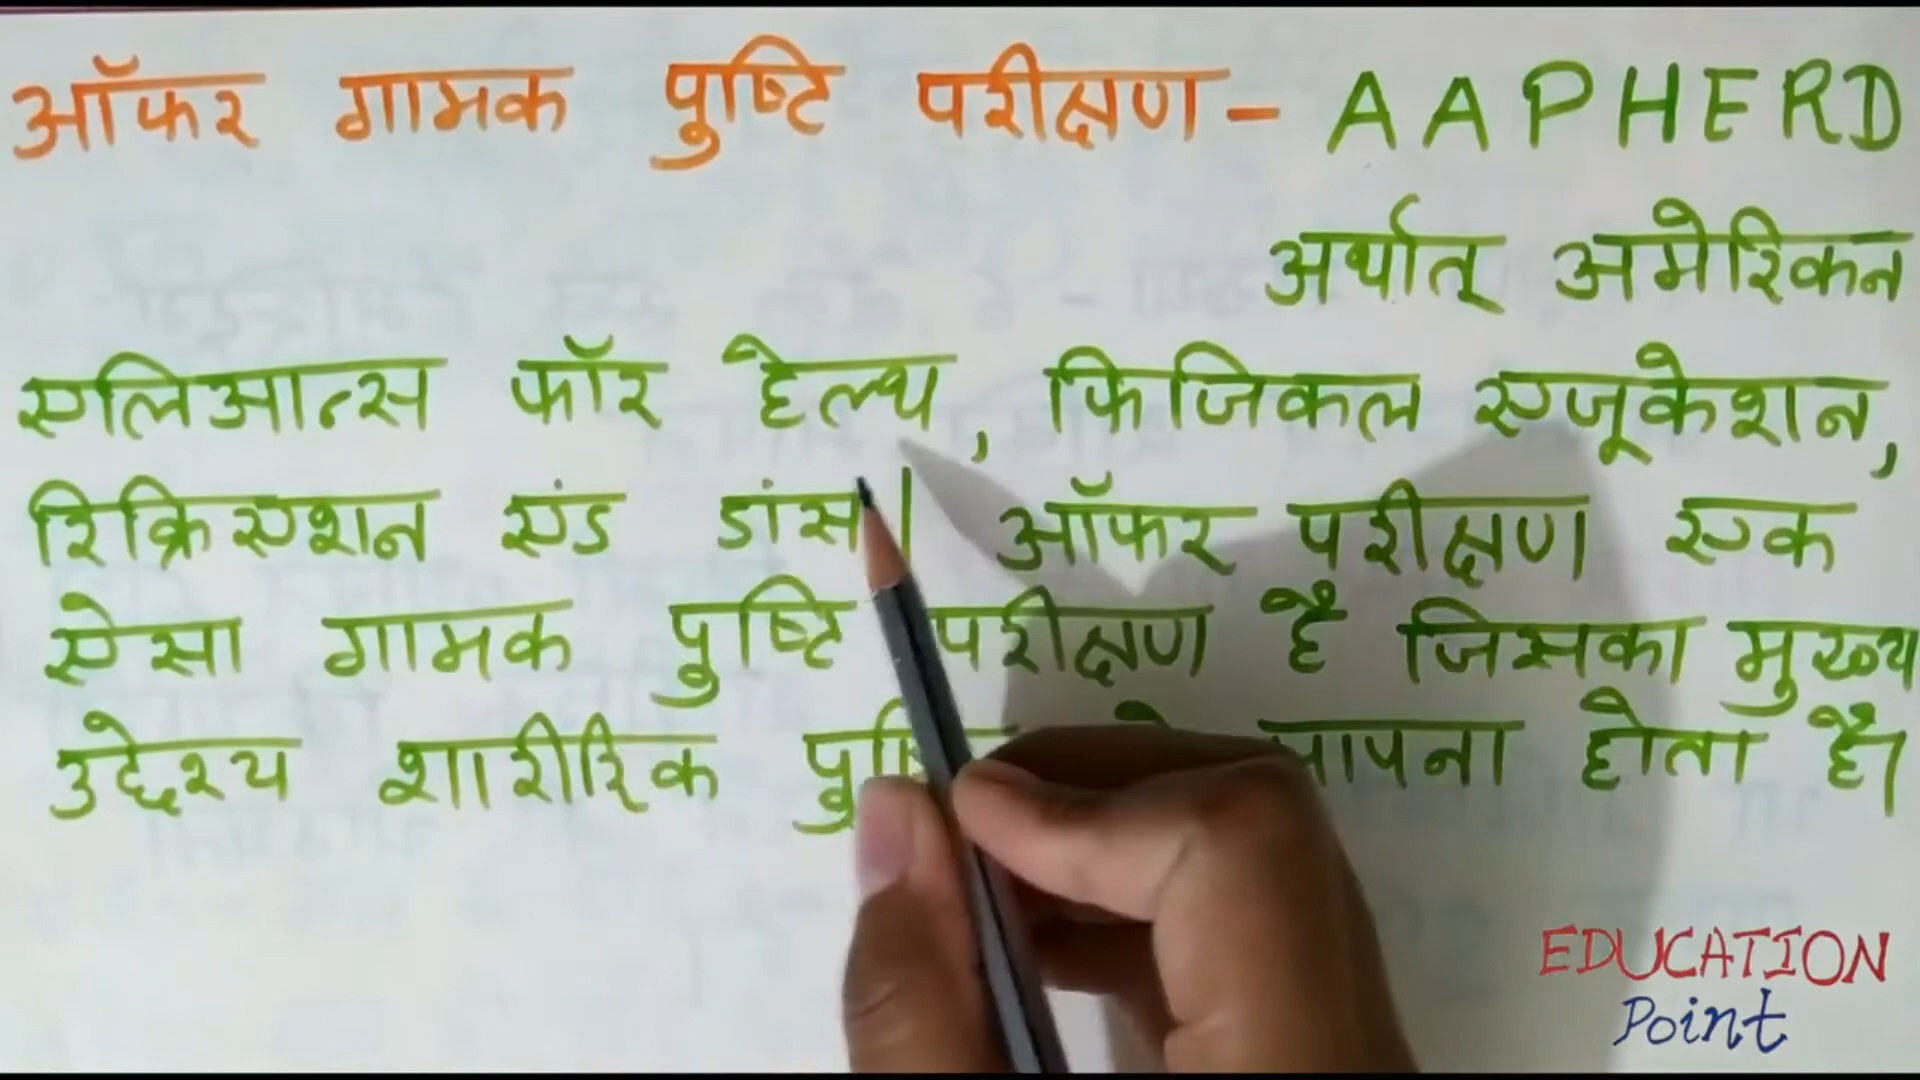 ऑफर गामक पुष्टि परीक्षण - AAPHERD
अर्थात् अमेरिकन
एलिआन्स फॉर हेल्थ, फिजिकल एजूकेशन,
रिक्रिएशन एंड डांस। ऑफर परीक्षण एक
ऐसा गामक पुष्टि परीक्षण है जिसका मुख्य
उद्देश्य शारीरिक मापना होता है।
EDUCATION
Point